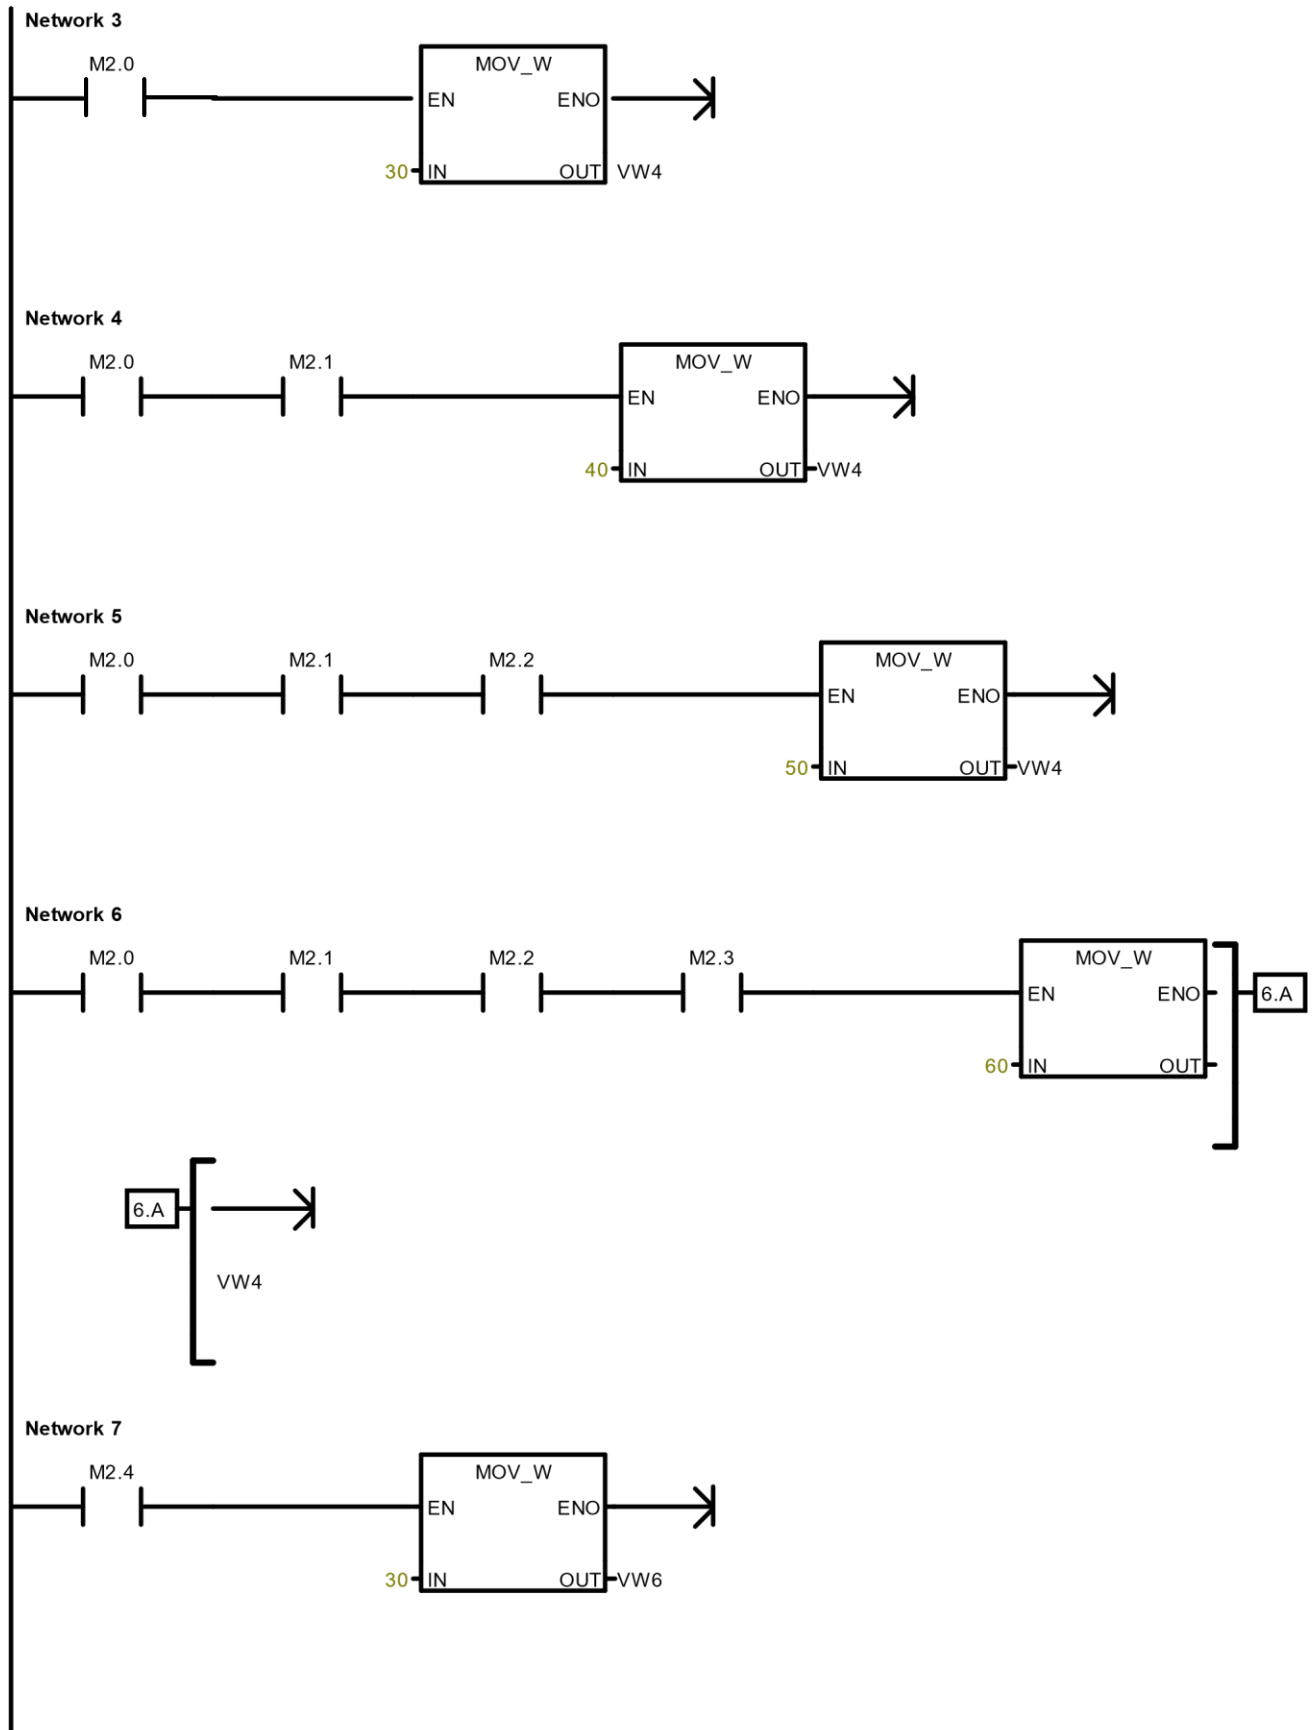 Network 3
M2.0
MOV_W
EN ENO
30 IN OUT VW4
Network 4
M2.0 M2.1
MOV_W
EN ENO
40 IN OUT VW4
Network 5
M2.0 M2.1 M2.2
MOV_W
EN ENO
50 IN OUT VW4
Network 6
M2.0 M2.1 M2.2 M2.3
MOV_W
EN ENO 6.A
60 IN OUT
6.A
VW4
Network 7
M2.4
MOV_W
EN ENO
30 IN OUT VW6